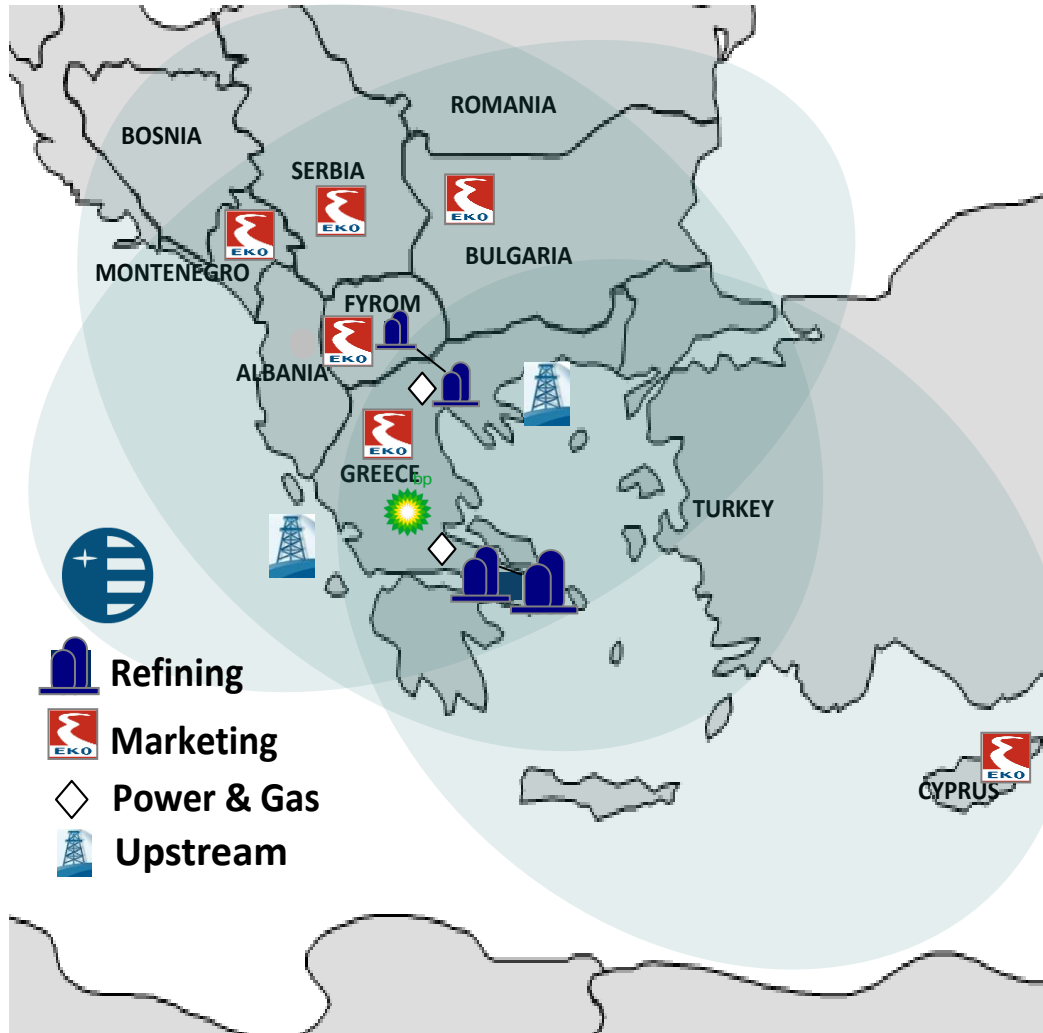 ROMANIA
BOSNIA
SERBIA
EKO
EKO
EKO
BULGARIA
MONTENEGRO
FYROM
EKO
ALBANIA
EKO
GREECE
bp
TURKEY
Refining
EKO
Marketing
EKO
CYPRUS
Power & Gas
Upstream